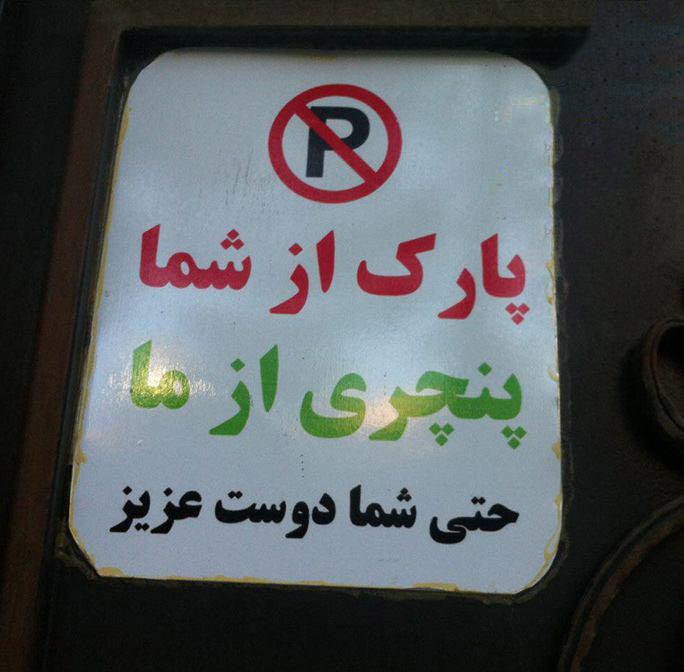 P
پارک از شما
پنچری از ما
حتی شما دوست عزیز